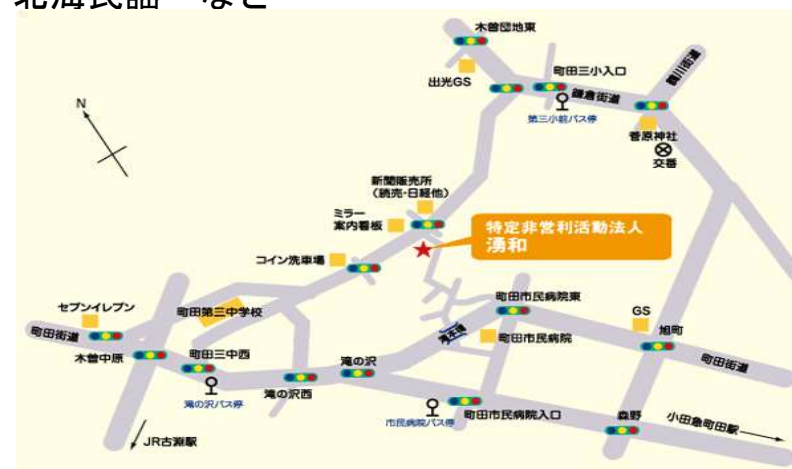 北海民謡 など
木曽団地東
出光GS
町田三小入口
鎌倉街道
鶴川街道
第三小前バス停
菅原神社
交番
N
新聞販売所
（読売・日経他）
ミラー
案内看板
特定非営利活動法人
湧和
コイン洗車場
セブンイレブン
町田第三中学校
町田街道
木曽中原
町田三中西
滝の沢バス停
滝の沢西
滝の沢
町田市民病院東
町田市民病院
GS
旭町
町田街道
市民病院バス停
町田市民病院入口
森野
小田急町田駅
JR古淵駅